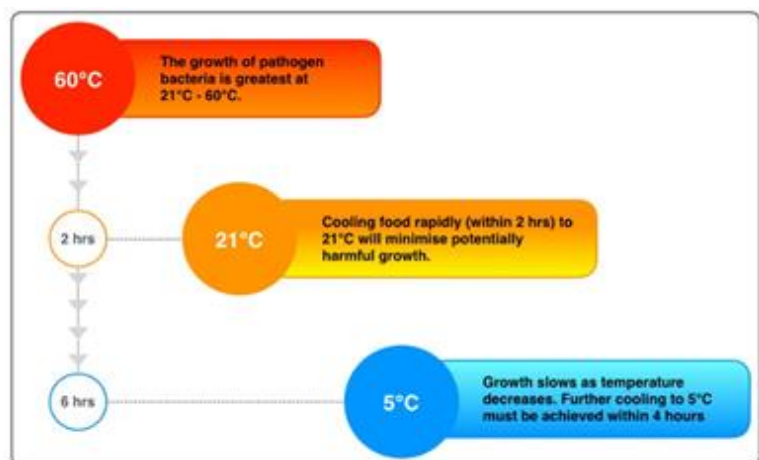 60°C
The growth of pathogen
bacteria is greatest at
21°C - 60°C.
2 hrs
21°C
Cooling food rapidly (within 2 hrs) to
21°C will minimise potentially
harmful growth.
6 hrs
5°C
Growth slows as temperature
decreases. Further cooling to 5°C
must be achieved within 4 hours